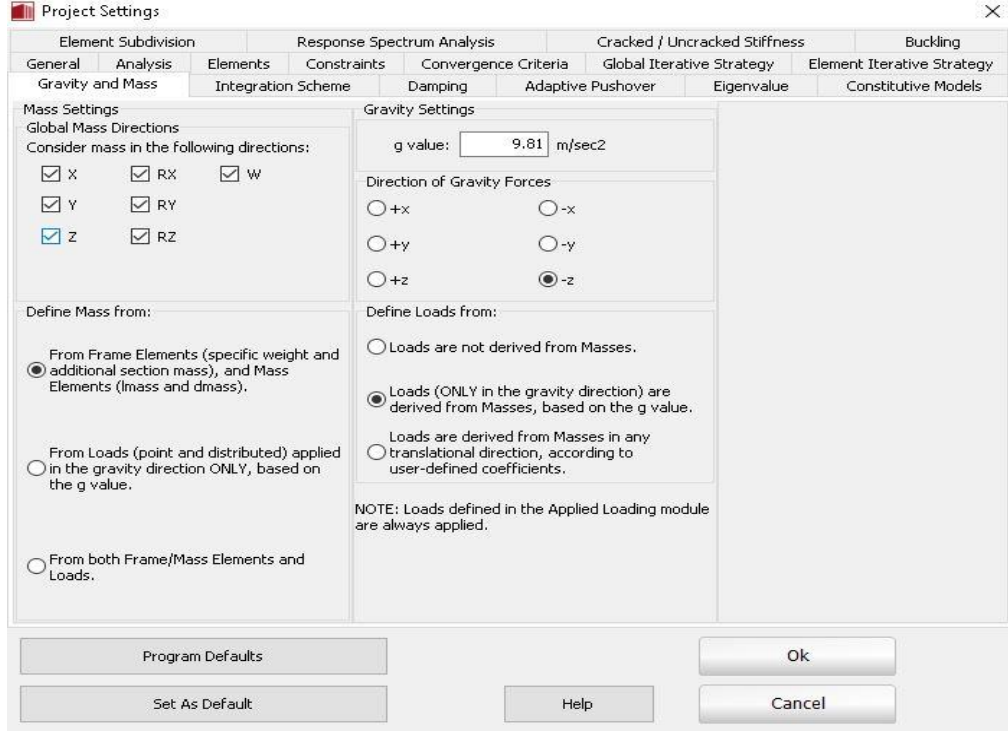 Project Settings
Element Subdivision
Response Spectrum Analysis
Cracked / Uncracked Stiffness
Buckling
General
Analysis
Elements
Constraints
Convergence Criteria
Global Iterative Strategy
Element Iterative Strategy
Gravity and Mass
Integration Scheme
Damping
Adaptive Pushover
Eigenvalue
Constitutive Models
Mass Settings
Global Mass Directions
Consider mass in the following directions:
X
RX
W
Y
RY
Z
RZ
Define Mass from:
From Frame Elements (specific weight and
additional section mass), and Mass
Elements (lmass and dmass).
From Loads (point and distributed) applied
in the gravity direction ONLY, based on
the g value.
From both Frame/Mass Elements and
Loads.
Gravity Settings
g value: 9.81 m/sec2
Direction of Gravity Forces
+x
-x
+y
-y
+z
-z
Define Loads from:
Loads are not derived from Masses.
Loads (ONLY in the gravity direction) are
derived from Masses, based on the g value.
Loads are derived from Masses in any
translational direction, according to
user-defined coefficients.
NOTE: Loads defined in the Applied Loading module
are always applied.
Program Defaults
Ok
Set As Default
Help
Cancel